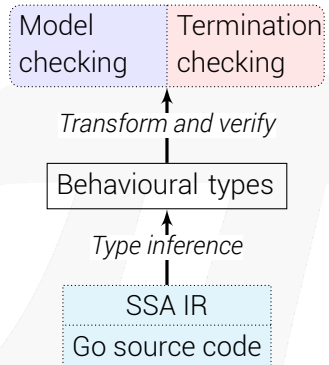 Model
checking
Termination
checking
Transform and verify
Behavioural types
Type inference
SSA IR
Go source code